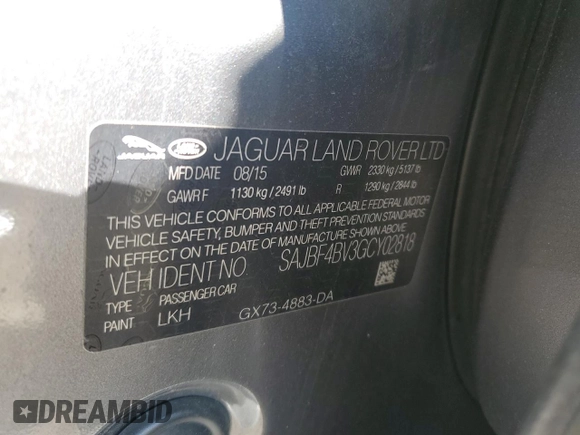 JAGUAR LAND ROVER JAGUAR LAND ROVER LTD
MFD DATE 08/15 GVWR 2330 kg / 5137 lb
GAWR F 1130 kg / 2491 lb R 1290 kg / 2844 lb
THIS VEHICLE CONFORMS TO ALL APPLICABLE FEDERAL MOTOR
VEHICLE SAFETY, BUMPER AND THEFT PREVENTION STANDARDS
IN EFFECT ON THE DATE OF MANUFACTURE SHOWN ABOVE
VEH IDENT NO. SAJBF4BV3GCY02818
TYPE PASSENGER CAR
PAINT LKH GX73-4883-DA
DREAMBID